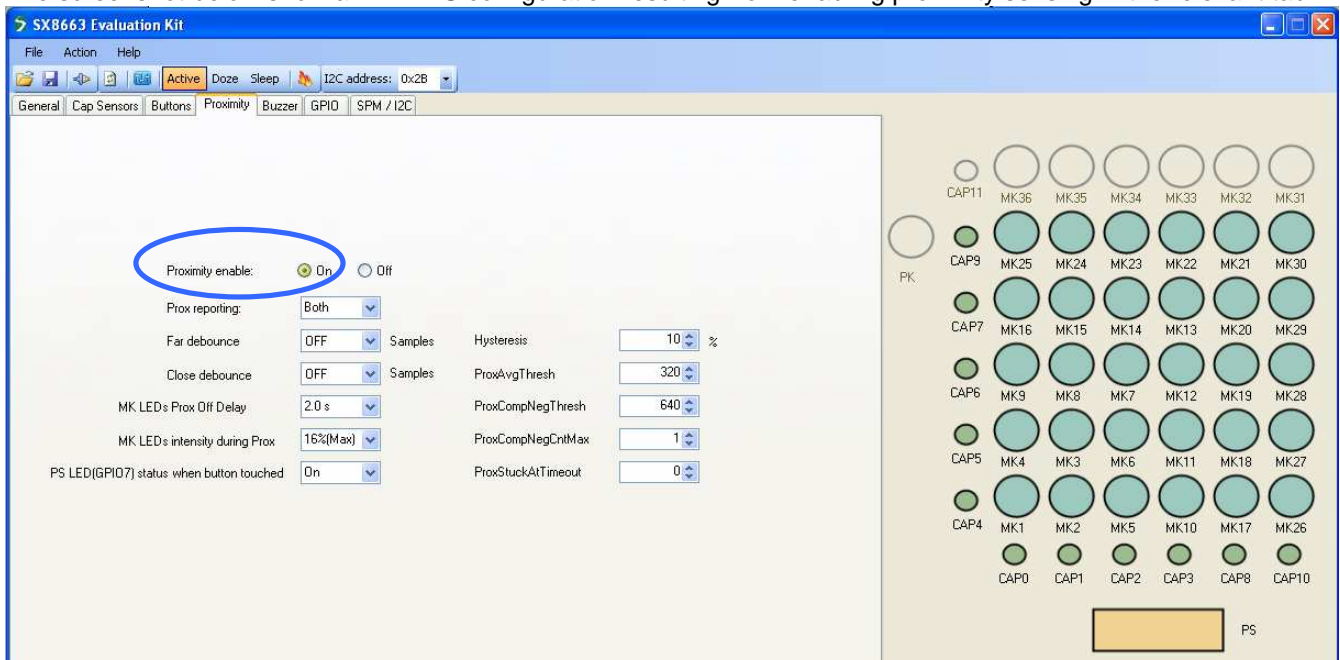 SX8663 Evaluation Kit
File Action Help
Active Doze Sleep I2C address: 0x2B
General Cap Sensors Buttons Proximity Buzzer GPIO SPM / I2C
Proximity enable: On Off
Prox reporting: Both
Far debounce OFF Samples Hysteresis 10 %
Close debounce OFF Samples ProxAvgThresh 320
MK LEDs Prox Off Delay 2.0 s ProxCompNegThresh 640
MK LEDs intensity during Prox 16%(Max) ProxCompNegCntMax 1
PS LED(GPIO7) status when button touched On ProxStuckAtTimeout 0
CAP11 MK36 MK35 MK34 MK33 MK32 MK31
PK
CAP9 MK25 MK24 MK23 MK22 MK21 MK30
CAP7 MK16 MK15 MK14 MK13 MK20 MK29
CAP6 MK9 MK8 MK7 MK12 MK19 MK28
CAP5 MK4 MK3 MK6 MK11 MK18 MK27
CAP4 MK1 MK2 MK5 MK10 MK17 MK26
CAP0 CAP1 CAP2 CAP3 CAP8 CAP10
PS